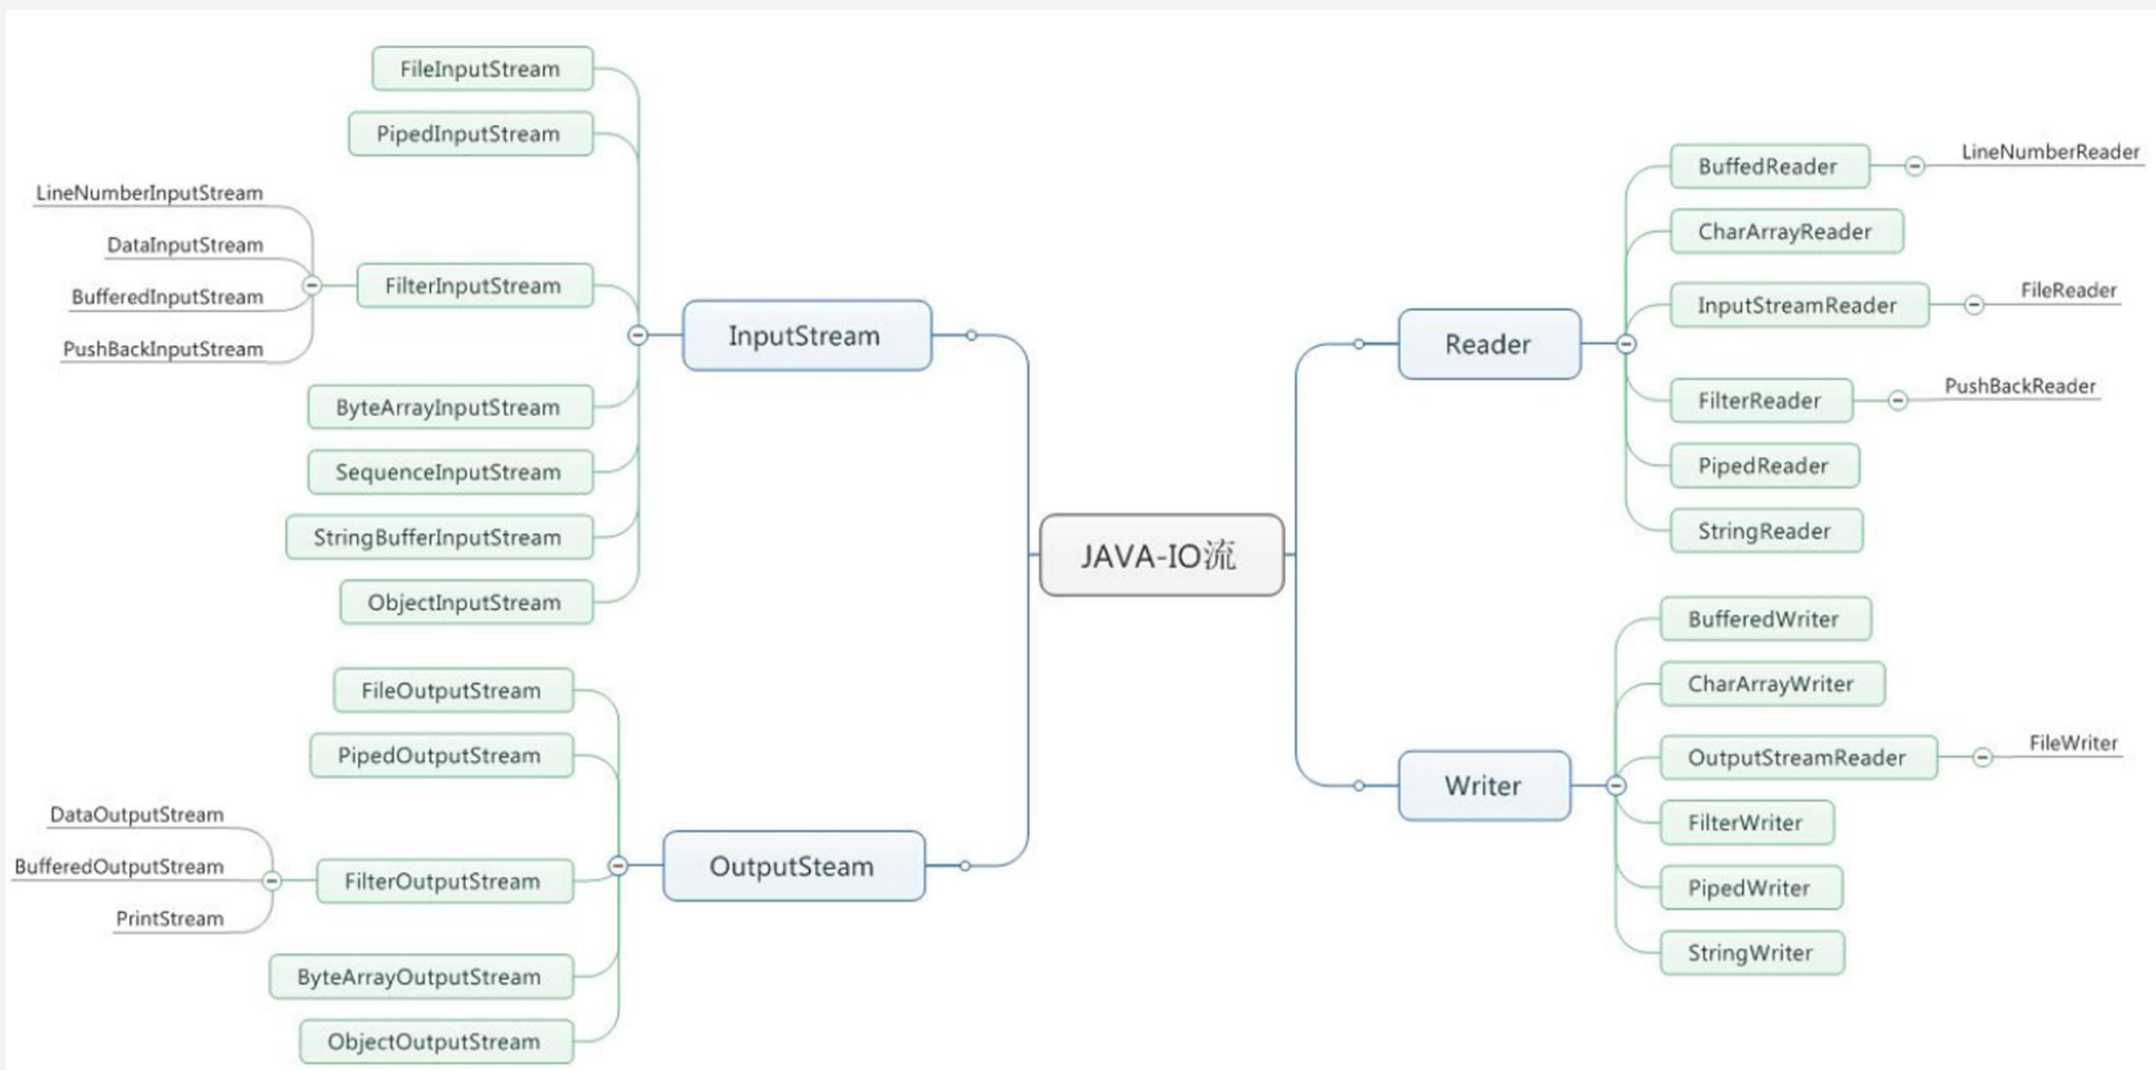 FileInputStream
PipedInputStream
LineNumberInputStream
DataInputStream
BufferedInputStream
PushBackInputStream
FilterInputStream
ByteArrayInputStream
SequenceInputStream
StringBufferInputStream
ObjectInputStream
InputStream
FileOutputStream
PipedOutputStream
DataOutputStream
BufferedOutputStream
PrintStream
FilterOutputStream
ByteArrayOutputStream
ObjectOutputStream
OutputSteam
JAVA-IO流
Reader
BuffedReader
LineNumberReader
CharArrayReader
InputStreamReader
FileReader
FilterReader
PushBackReader
PipedReader
StringReader
Writer
BufferedWriter
CharArrayWriter
OutputStreamReader
FileWriter
FilterWriter
PipedWriter
StringWriter